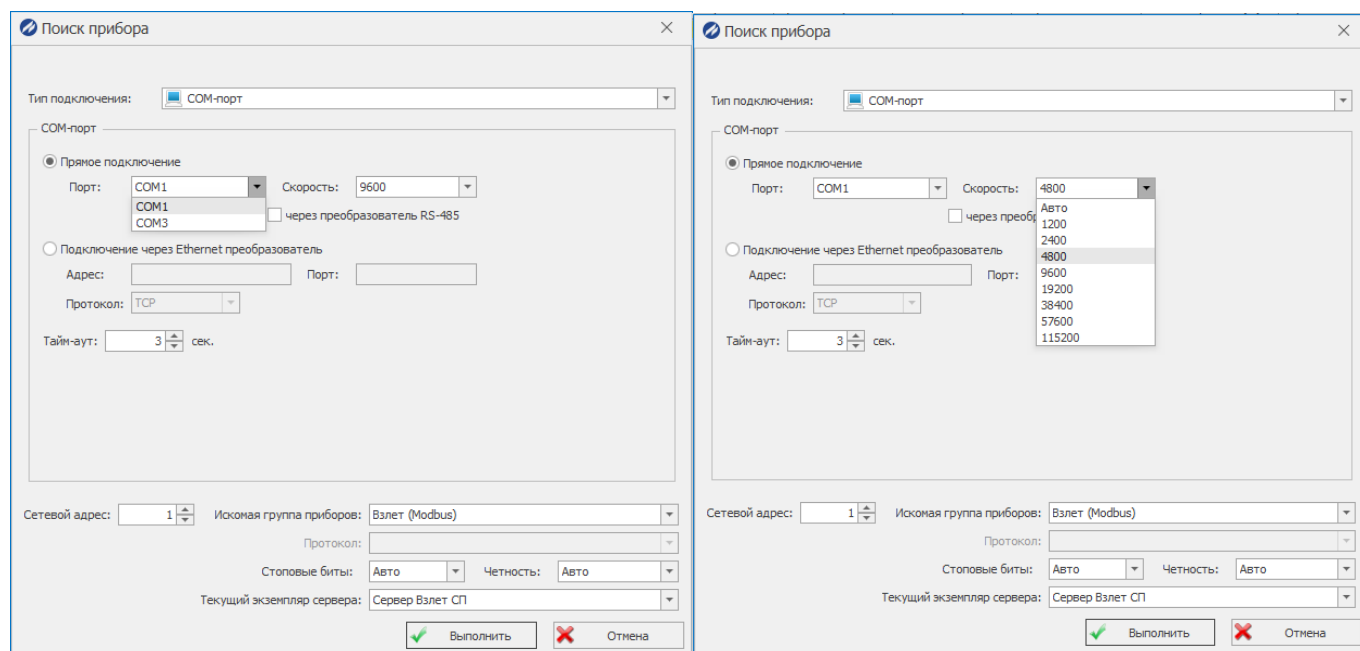 Поиск прибора
Тип подключения: COM-порт
COM-порт
Прямое подключение
Порт: COM1 Скорость: 9600
COM1
через преобразователь RS-485
COM3
Подключение через Ethernet преобразователь
Адрес: Порт:
Протокол: TCP
Тайм-аут: 3 сек.
Сетевой адрес: 1 Искомая группа приборов: Взлет (Modbus)
Протокол:
Стоповые биты: Авто Четность: Авто
Текущий экземпляр сервера: Сервер Взлет СП
Выполнить Отмена
Поиск прибора
Тип подключения: COM-порт
COM-порт
Прямое подключение
Порт: COM1 Скорость: 4800
Авто
через преоб
1200
2400
4800
Подключение через Ethernet преобразователь
Адрес: Порт:
9600
19200
Протокол: TCP
38400
57600
115200
Тайм-аут: 3 сек.
Сетевой адрес: 1 Искомая группа приборов: Взлет (Modbus)
Протокол:
Стоповые биты: Авто Четность: Авто
Текущий экземпляр сервера: Сервер Взлет СП
Выполнить Отмена